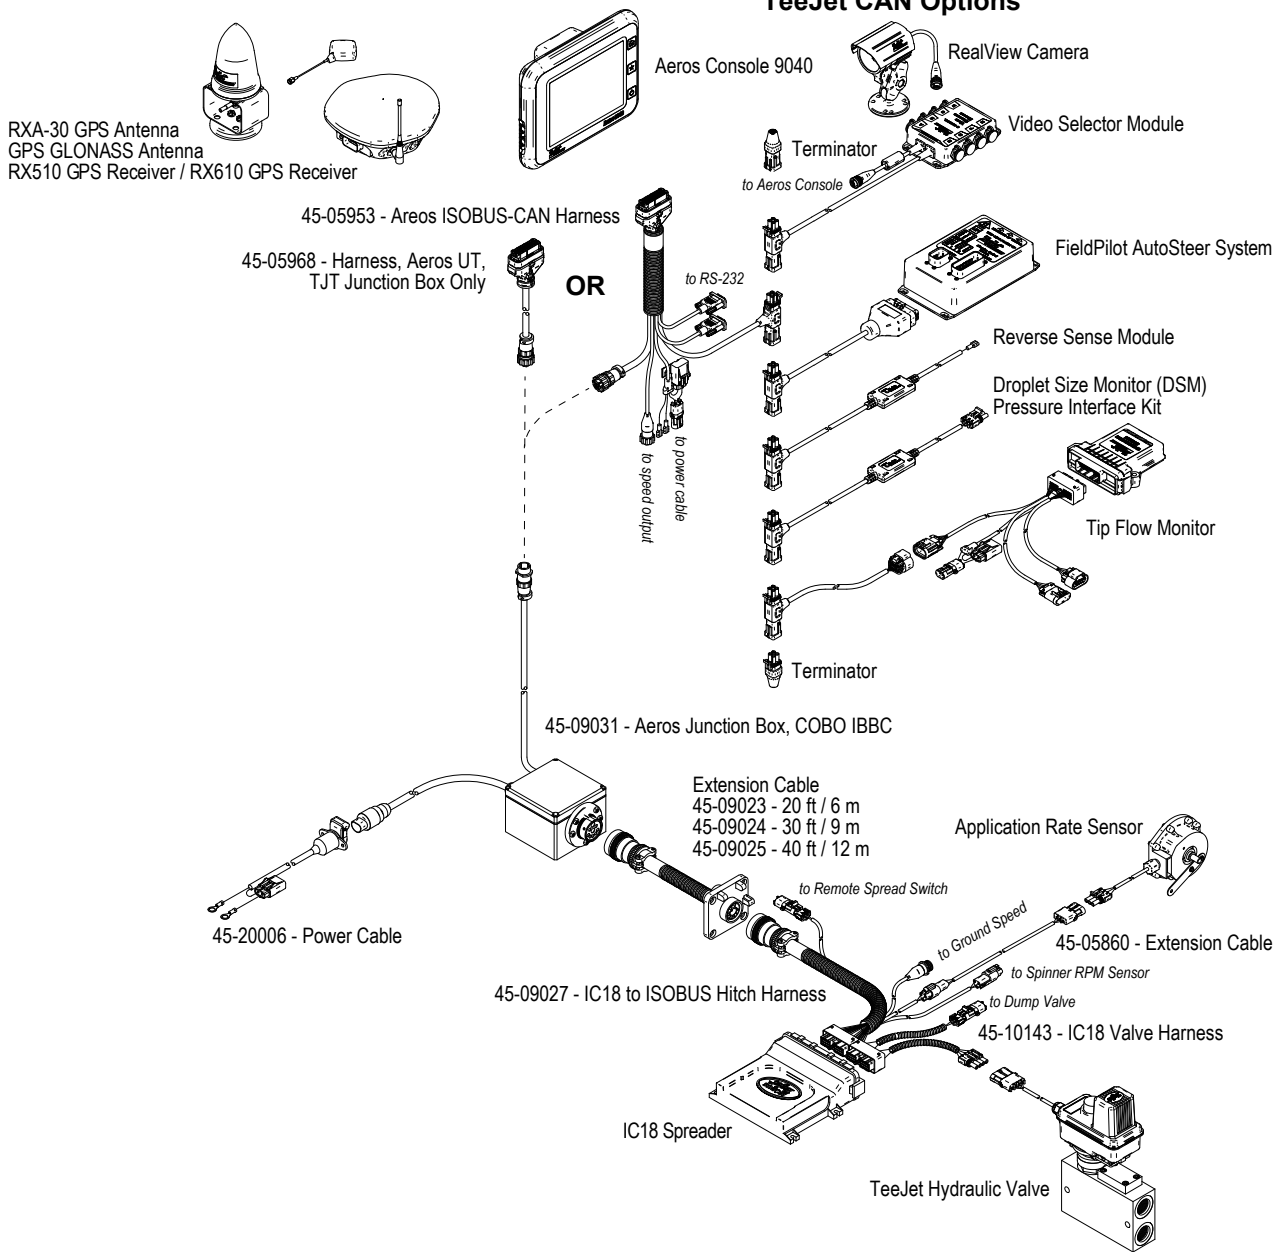 TeeJet CAN Options
RealView Camera
Aeros Console 9040
Video Selector Module
RXA-30 GPS Antenna
GPS GLONASS Antenna
RX510 GPS Receiver / RX610 GPS Receiver
Terminator
to Aeros Console
45-05953 - Areos ISOBUS-CAN Harness
45-05968 - Harness, Aeros UT,
TJT Junction Box Only
OR
to RS-232
FieldPilot AutoSteer System
Reverse Sense Module
Droplet Size Monitor (DSM)
Pressure Interface Kit
to power cable
to speed output
Tip Flow Monitor
Terminator
45-09031 - Aeros Junction Box, COBO IBBC
Extension Cable
45-09023 - 20 ft / 6 m
45-09024 - 30 ft / 9 m
45-09025 - 40 ft / 12 m
Application Rate Sensor
to Remote Spread Switch
to Ground Speed
45-20006 - Power Cable
45-05860 - Extension Cable
to Spinner RPM Sensor
45-09027 - IC18 to ISOBUS Hitch Harness
to Dump Valve
45-10143 - IC18 Valve Harness
IC18 Spreader
TeeJet Hydraulic Valve